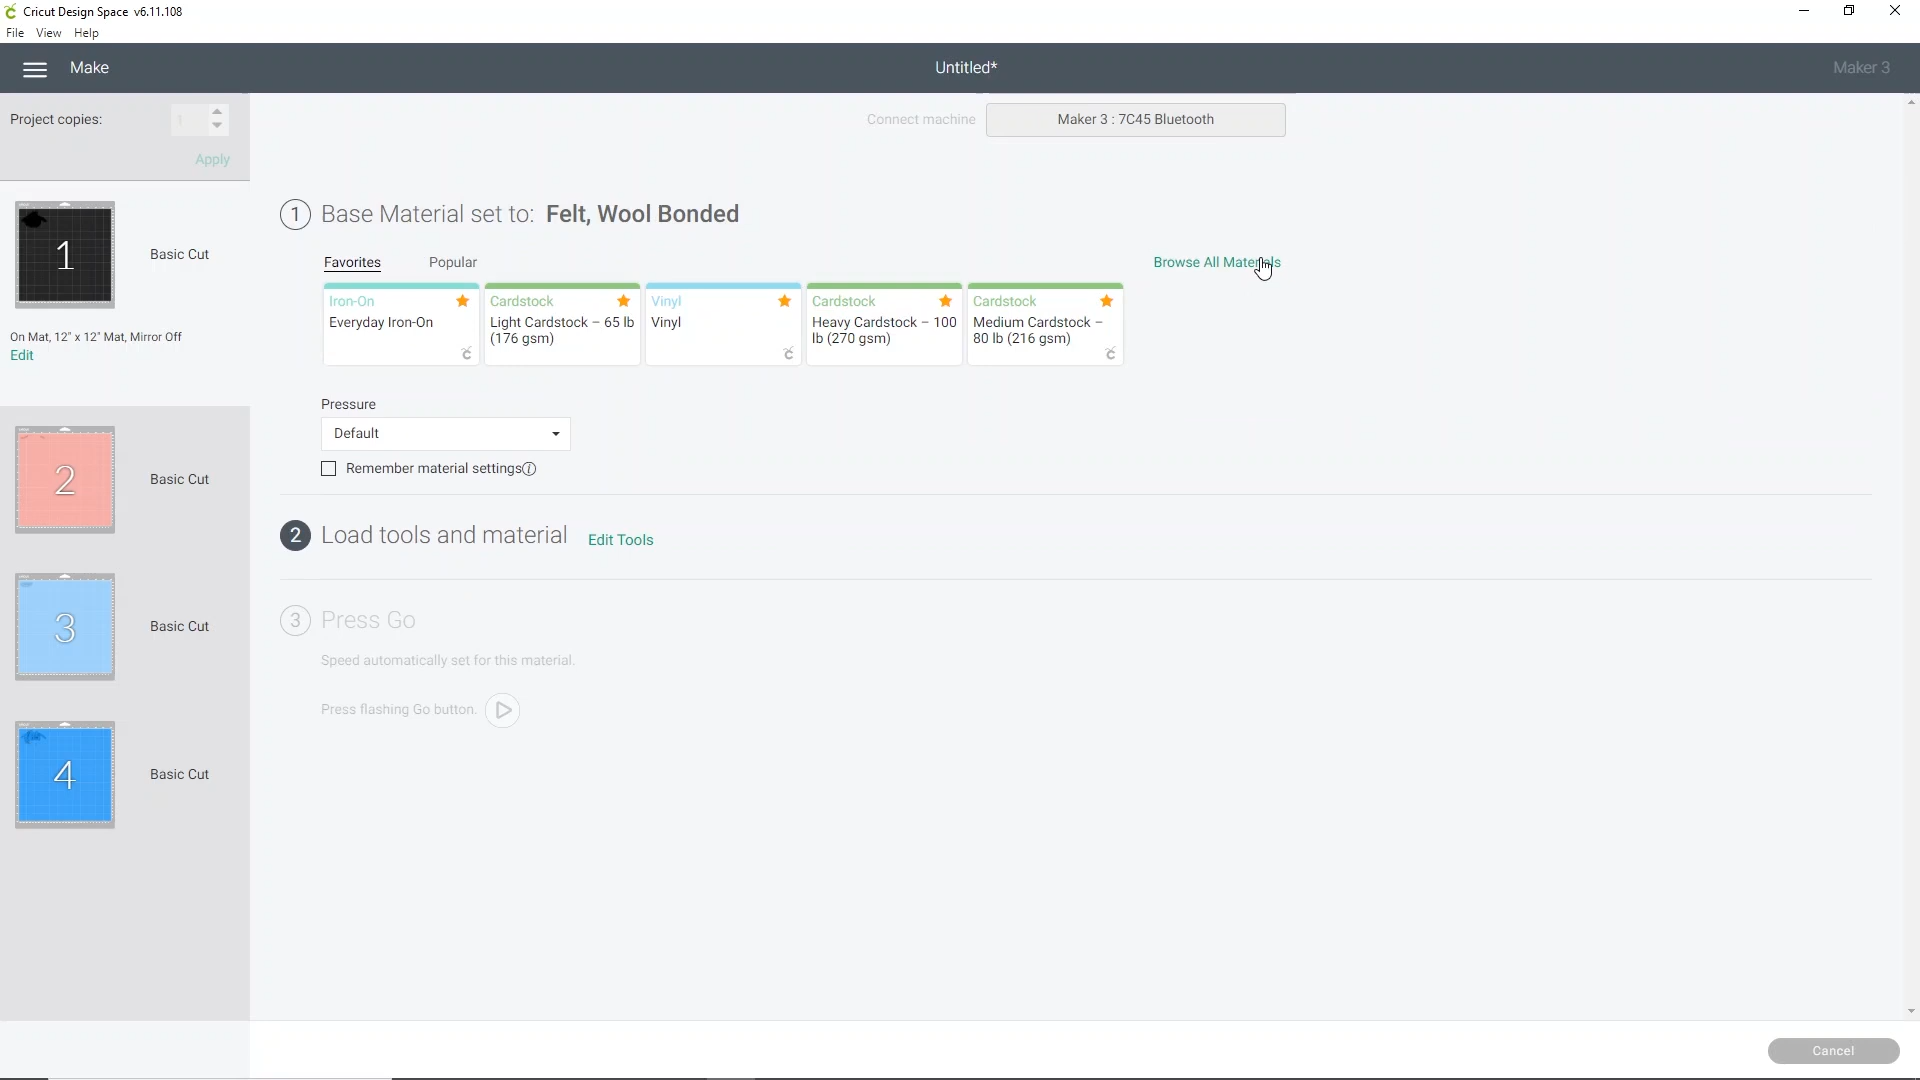 Cricut Design Space v6.11.108
File View Help
Make
Untitled*
Maker 3
Project copies:
1
Apply
Connect machine
Maker 3 : 7C45 Bluetooth
1
Basic Cut
On Mat, 12" x 12" Mat, Mirror Off
Edit
2
Basic Cut
3
Basic Cut
4
Basic Cut
1 Base Material set to: Felt, Wool Bonded
Favorites Popular Browse All Materials
Iron-On
Everyday Iron-On
Cardstock
Light Cardstock – 65 lb
(176 gsm)
Vinyl
Vinyl
Cardstock
Heavy Cardstock – 100
lb (270 gsm)
Cardstock
Medium Cardstock –
80 lb (216 gsm)
Pressure
Default
Remember material settings
2 Load tools and material Edit Tools
3 Press Go
Speed automatically set for this material.
Press flashing Go button.
Cancel